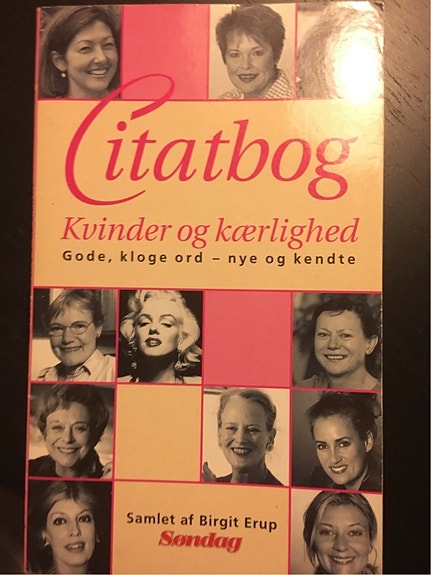 Citatbog
Kvinder og kærlighed
Gode, kloge ord – nye og kendte
Samlet af Birgit Erup
Søndag